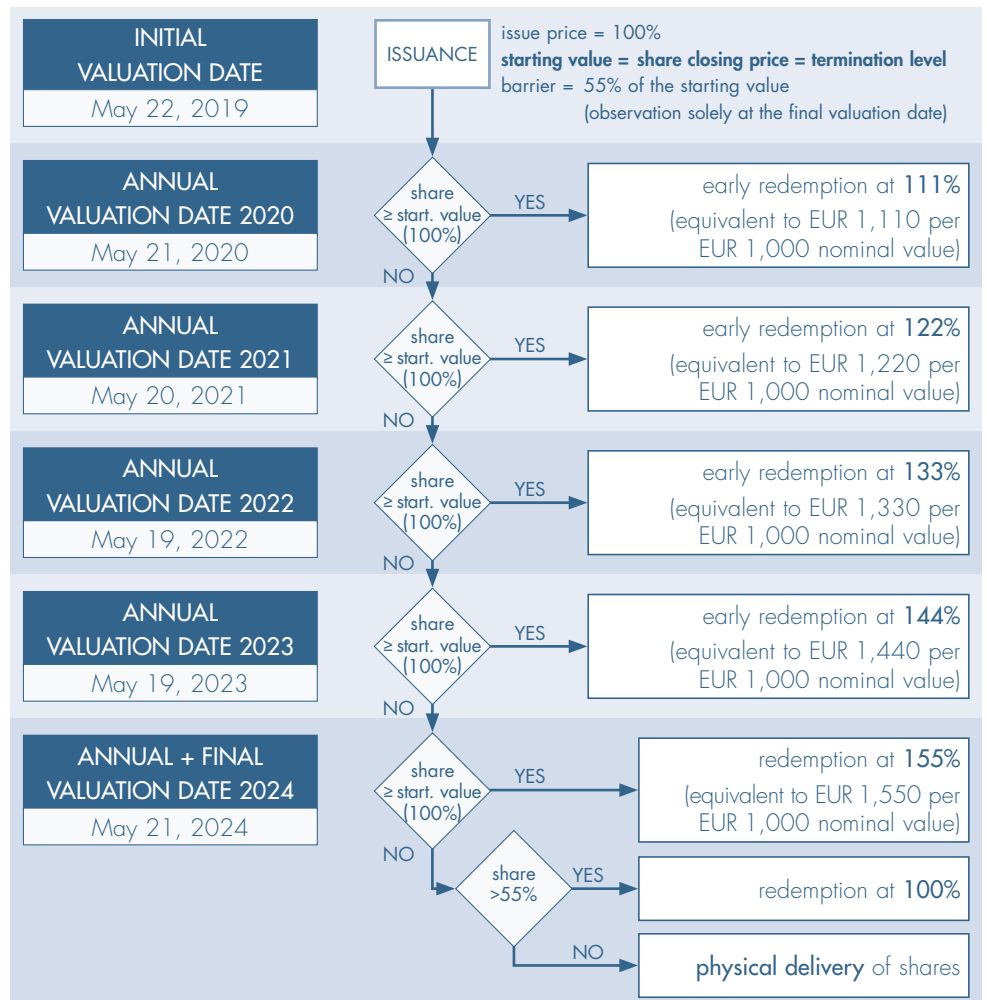 INITIAL
VALUATION DATE
May 22, 2019
ISSUANCE
issue price = 100%
starting value = share closing price = termination level
barrier = 55% of the starting value
(observation solely at the final valuation date)
ANNUAL
VALUATION DATE 2020
May 21, 2020
share
≥ start. value
(100%)
YES
NO
early redemption at 111%
(equivalent to EUR 1,110 per
EUR 1,000 nominal value)
ANNUAL
VALUATION DATE 2021
May 20, 2021
share
≥ start. value
(100%)
YES
NO
early redemption at 122%
(equivalent to EUR 1,220 per
EUR 1,000 nominal value)
ANNUAL
VALUATION DATE 2022
May 19, 2022
share
≥ start. value
(100%)
YES
NO
early redemption at 133%
(equivalent to EUR 1,330 per
EUR 1,000 nominal value)
ANNUAL
VALUATION DATE 2023
May 19, 2023
share
≥ start. value
(100%)
YES
NO
early redemption at 144%
(equivalent to EUR 1,440 per
EUR 1,000 nominal value)
ANNUAL + FINAL
VALUATION DATE 2024
May 21, 2024
share
≥ start. value
(100%)
YES
NO
redemption at 155%
(equivalent to EUR 1,550 per
EUR 1,000 nominal value)
share
>55%
YES
redemption at 100%
NO
physical delivery of shares